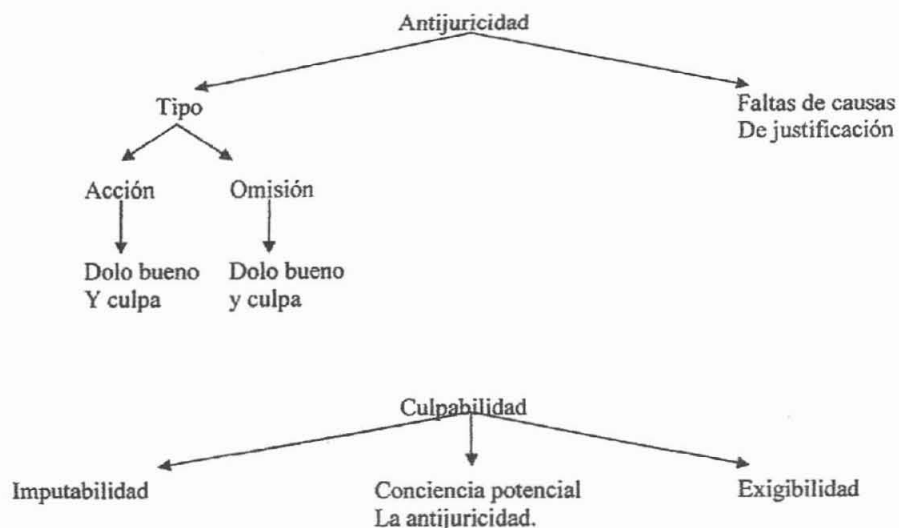 Antijuricidad
Tipo
Faltas de causas
De justificación
Acción
Omisión
Dolo bueno
Y culpa
Dolo bueno
y culpa
Culpabilidad
Imputabilidad
Conciencia potencial
La antijuricidad.
Exigibilidad